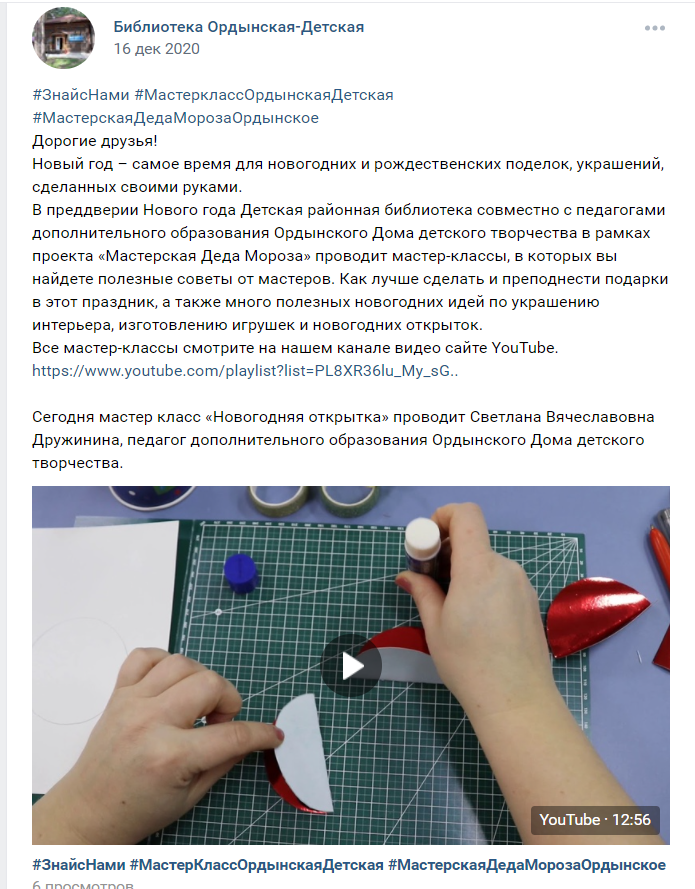 Библиотека Ордынская-Детская
16 дек 2020
#ЗнайсНами #МастерклассОрдынскаяДетская
#МастерскаяДедаМорозаОрдынское
Дорогие друзья!
Новый год – самое время для новогодних и рождественских поделок, украшений,
сделанных своими руками.
В преддверии Нового года Детская районная библиотека совместно с педагогами
дополнительного образования Ордынского Дома детского творчества в рамках
проекта «Мастерская Деда Мороза» проводит мастер-классы, в которых вы
найдете полезные советы от мастеров. Как лучше сделать и преподнести подарки
в этот праздник, а также много полезных новогодних идей по украшению
интерьера, изготовлению игрушек и новогодних открыток.
Все мастер-классы смотрите на нашем канале видео сайте YouTube.
https://www.youtube.com/playlist?list=PL8XR36lu_My_sG..
Сегодня мастер класс «Новогодняя открытка» проводит Светлана Вячеславовна
Дружинина, педагог дополнительного образования Ордынского Дома детского
творчества.
YouTube · 12:56
#ЗнайсНами #МастерКлассОрдынскаяДетская #МастерскаяДедаМорозаОрдынское
6 просмотров